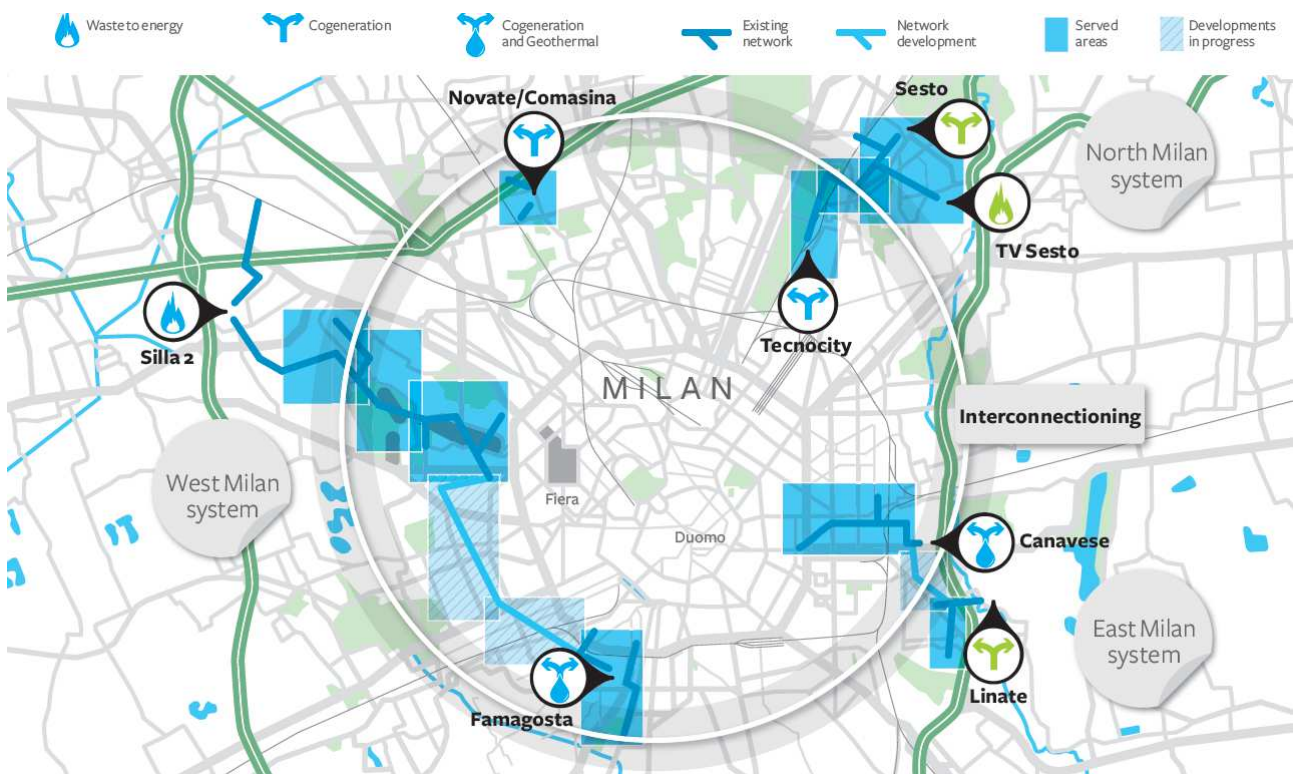 Waste to energy
Cogeneration
Cogeneration
and Geothermal
Existing
network
Network
development
Served
areas
Developments
in progress
Novate/Comasina
Sesto
North Milan
system
TV Sesto
Silla 2
Tecnocity
MILAN
Interconnectioning
West Milan
system
Fiera
Duomo
Canavese
East Milan
system
Linate
Famagosta